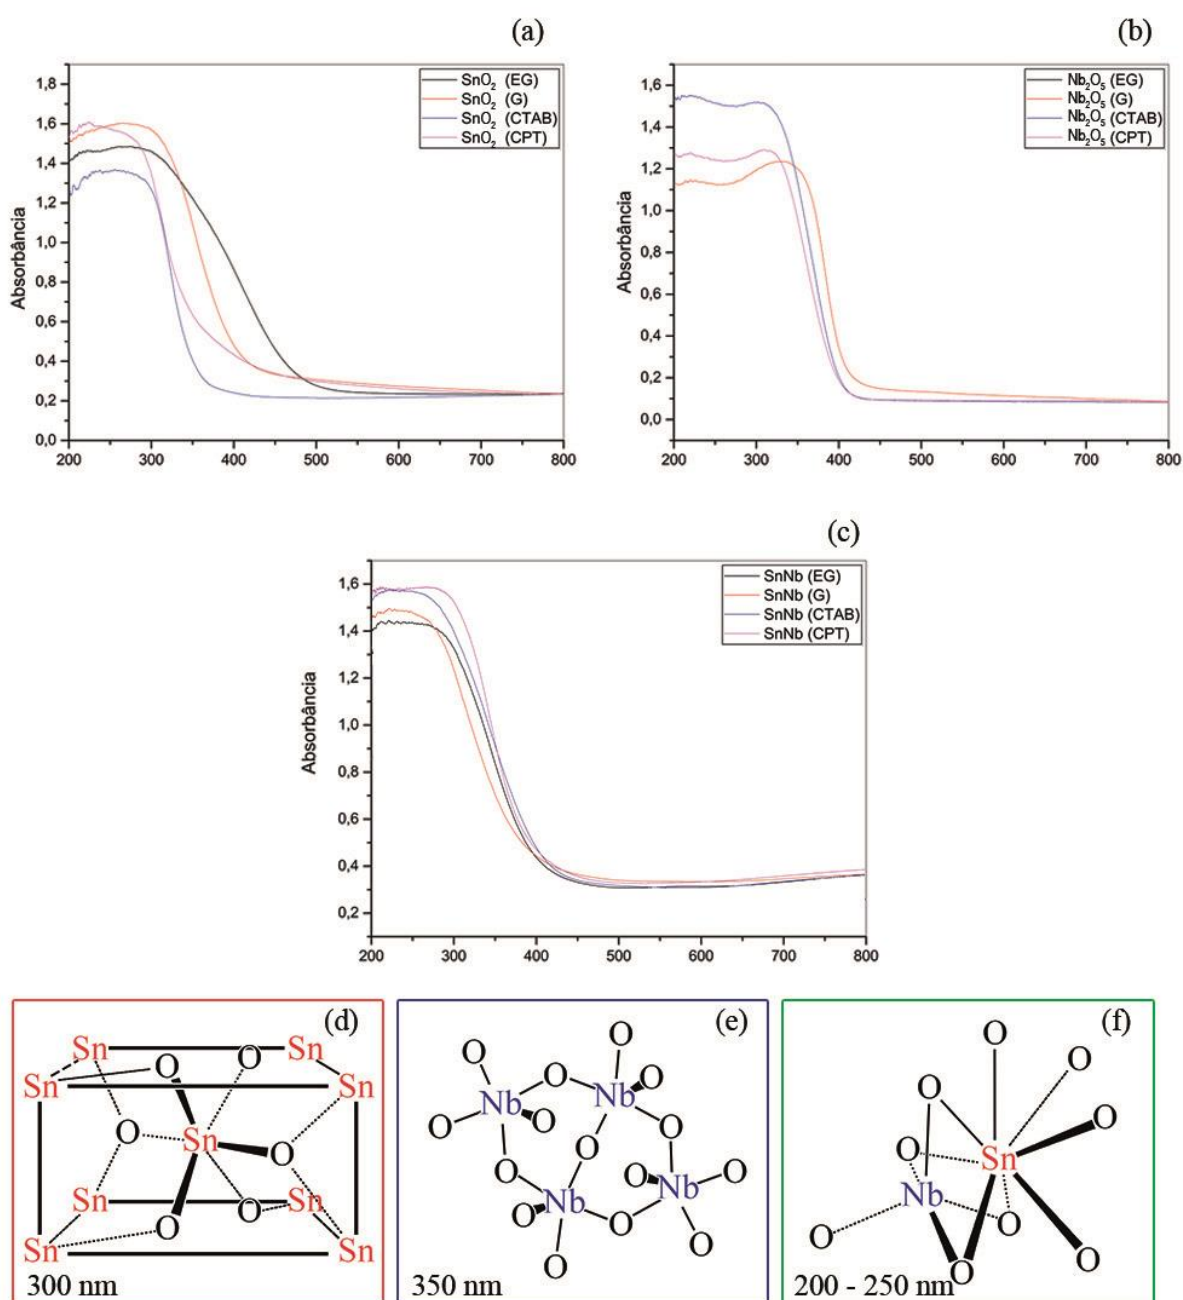 (a)
SnO₂ (EG)
SnO₂ (G)
SnO₂ (CTAB)
SnO₂ (CPT)
Absorbância
1,8
1,6
1,4
1,2
1,0
0,8
0,6
0,4
0,2
0,0
200 300 400 500 600 700 800
(b)
Nb₂O₅ (EG)
Nb₂O₅ (G)
Nb₂O₅ (CTAB)
Nb₂O₅ (CPT)
Absorbância
1,6
1,4
1,2
1,0
0,8
0,6
0,4
0,2
0,0
200 300 400 500 600 700 800
(c)
SnNb (EG)
SnNb (G)
SnNb (CTAB)
SnNb (CPT)
Absorbância
1,6
1,4
1,2
1,0
0,8
0,6
0,4
0,2
200 300 400 500 600 700 800
(d)
Sn Sn
O O
Sn Sn
O Sn O
Sn Sn
O O
Sn Sn
300 nm
(e)
O O
O Nb O
Nb O
O O O
O O
O Nb O
Nb O
O O
O
350 nm
(f)
O O
O O
O Sn
Nb
O O
O O
200 - 250 nm